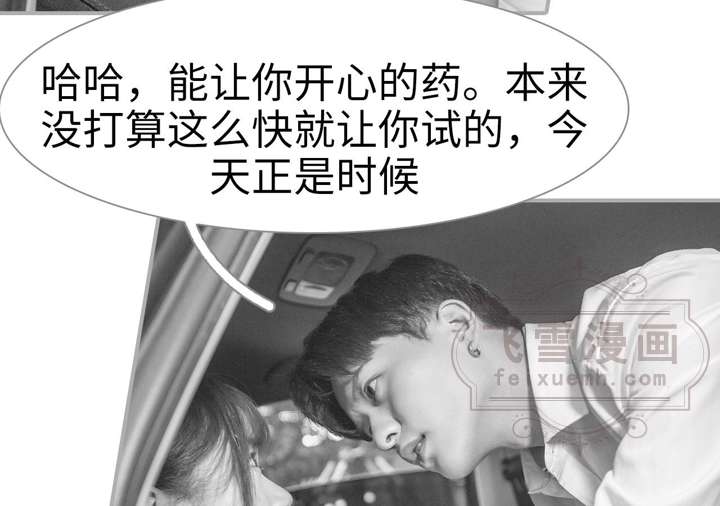 哈哈，能让你开心的药。本来
没打算这么快就让你试的，今
天正是时候
飞雪漫画
feixuemh.com